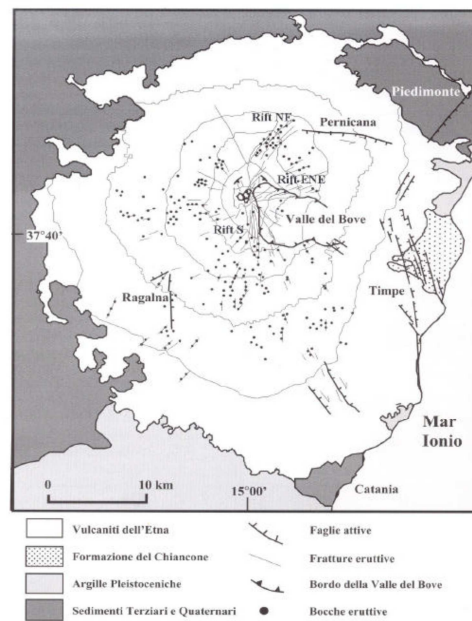 Piedimonte
Rift NE
Pernicana
Rift ENE
Valle del Bove
37°40'
Rift S
Ragalna
Timpe
Mar
Ionio
0 10 km
15°00'
Catania
Vulcaniti dell'Etna
Faglie attive
Formazione del Chiancone
Fratture eruttive
Argille Pleistoceniche
Bordo della Valle del Bove
Sedimenti Terziari e Quaternari
Bocche eruttive